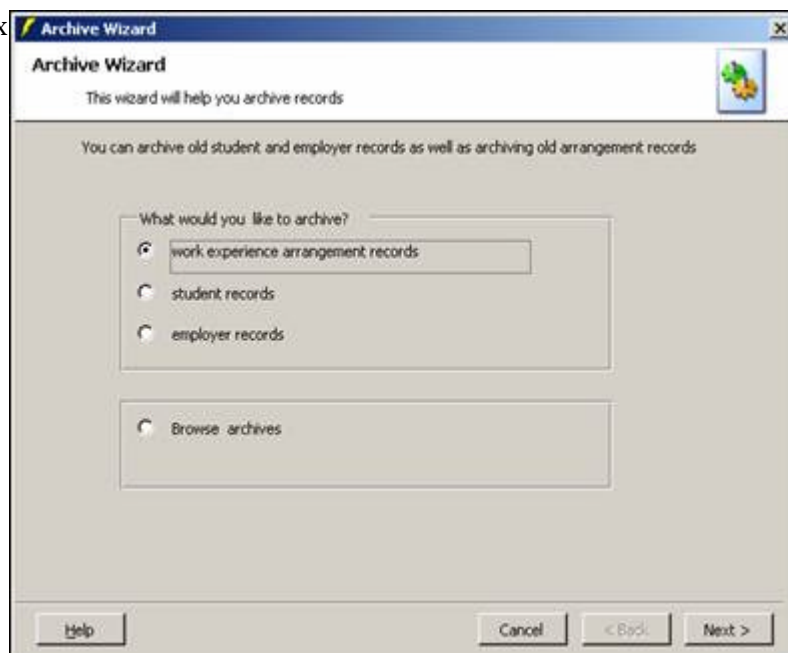 x
Archive Wizard
Archive Wizard
This wizard will help you archive records
You can archive old student and employer records as well as archiving old arrangement records
What would you like to archive?
work experience arrangement records
student records
employer records
Browse archives
Help
Cancel
< Back
Next >